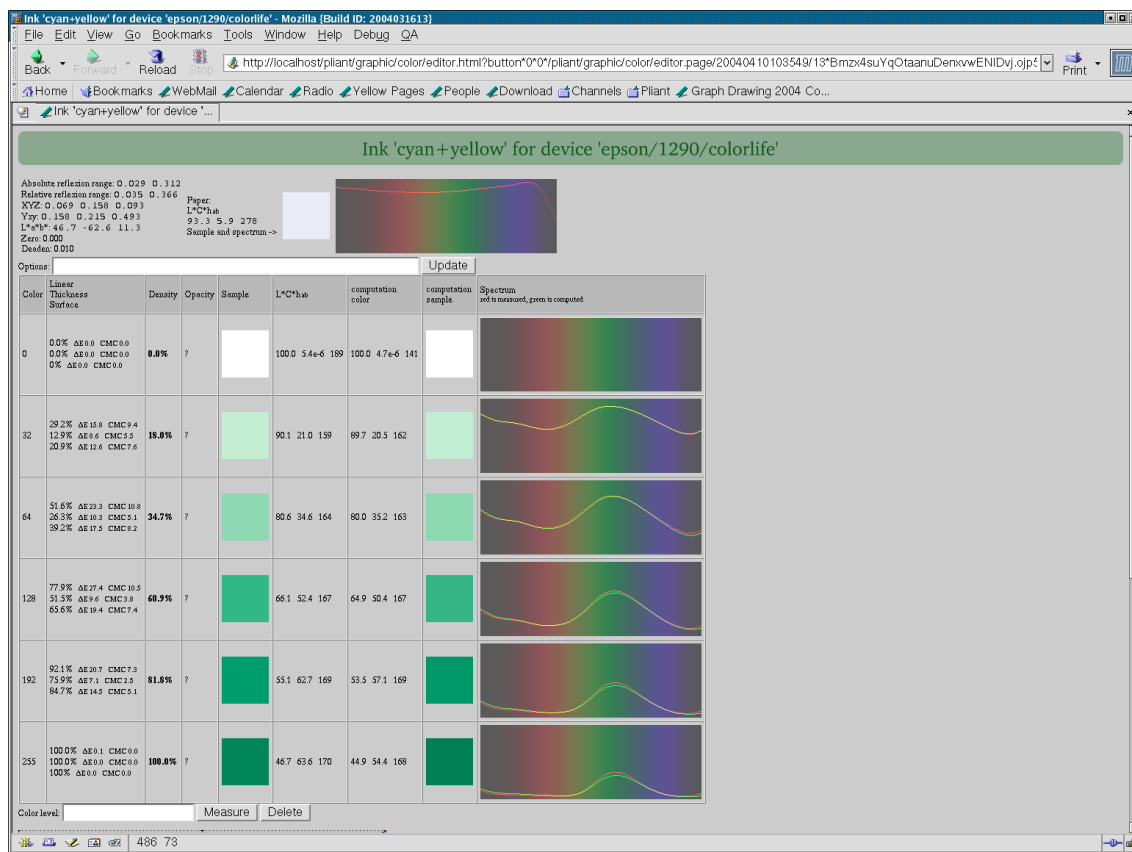 Ink 'cyan+yellow' for device 'epson/1290/colorlife' - Mozilla {Build ID: 2004031613}
File Edit View Go Bookmarks Tools Window Help Debug QA
Back Forward Reload Stop http://localhost/pliant/graphic/color/editor.html?button*0*0*/pliant/graphic/color/editor.page/20040410103549/13*Bmzx4suYqOtaanuDenxvwENIDvj.ojp Print
Home Bookmarks WebMail Calendar Radio Yellow Pages People Download Channels Pliant Graph Drawing 2004 Co...
Ink 'cyan+yellow' for device '...
Ink 'cyan+yellow' for device 'epson/1290/colorlife'
Absolute reflexion range: 0.029 0.312
Relative reflexion range: 0.035 0.366
XYZ: 0.069 0.158 0.093
Yxy: 0.158 0.215 0.493
L*a*b*: 46.7 -62.6 11.3
Zero: 0.000
Deaden: 0.010
Paper:
L*C*hab
93.3 5.9 278
Sample and spectrum ->
Options: Update
Color Linear Thickness Surface Density Opacity Sample L*C*hab computation color computation sample Spectrum red is measured, green is computed
0 0.0% ΔE 0.0 CMC 0.0
0.0% ΔE 0.0 CMC 0.0
0% ΔE 0.0 CMC 0.0
0.0% ? 100.0 5.4e-6 189 100.0 4.7e-6 141
32 29.2% ΔE 15.8 CMC 9.4
12.9% ΔE 8.6 CMC 5.5
20.9% ΔE 12.6 CMC 7.6
18.0% ? 90.1 21.0 159 89.7 20.5 162
64 51.6% ΔE 23.3 CMC 10.8
26.3% ΔE 10.3 CMC 5.1
39.2% ΔE 17.5 CMC 8.2
34.7% ? 80.6 34.6 164 80.0 35.2 163
128 77.9% ΔE 27.4 CMC 10.5
51.5% ΔE 9.6 CMC 3.8
65.6% ΔE 19.4 CMC 7.4
60.9% ? 66.1 52.4 167 64.9 50.4 167
192 92.1% ΔE 20.7 CMC 7.3
75.9% ΔE 7.1 CMC 2.5
84.7% ΔE 14.5 CMC 5.1
81.8% ? 55.1 62.7 169 53.5 57.1 169
255 100.0% ΔE 0.1 CMC 0.0
100.0% ΔE 0.0 CMC 0.0
100% ΔE 0.0 CMC 0.0
100.0% ? 46.7 63.6 170 44.9 54.4 168
Color level: Measure Delete
486 73